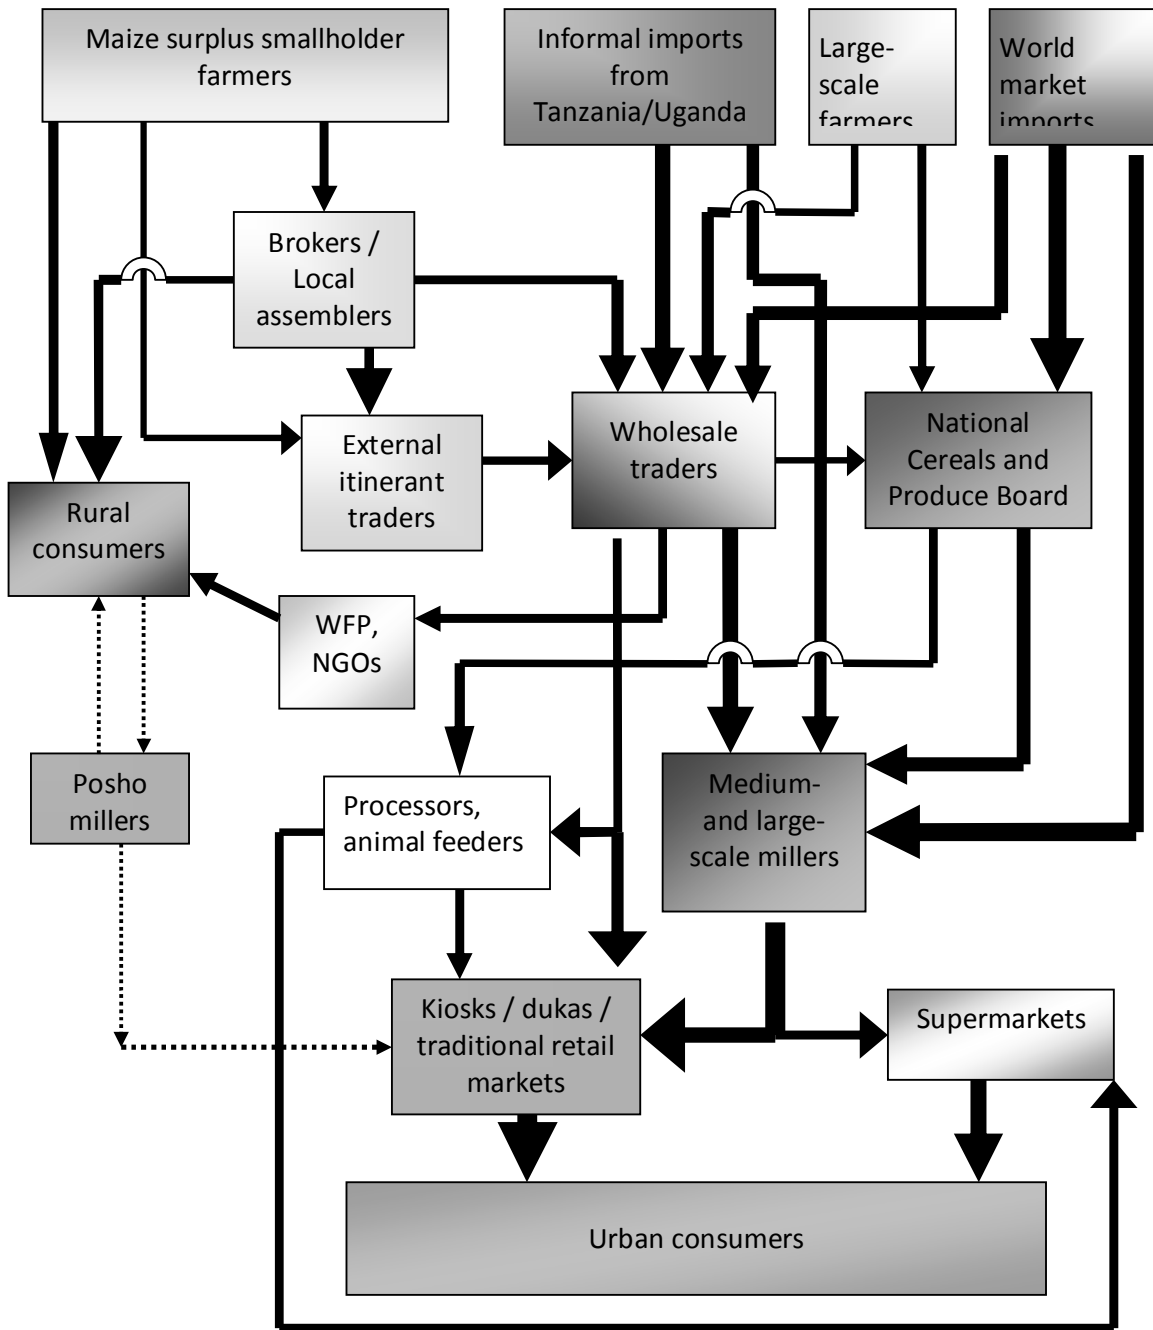 Maize surplus smallholder
farmers
Informal imports
from
Tanzania/Uganda
Large-
scale
farmers
World
market
imports
Brokers /
Local
assemblers
External
itinerant
traders
Wholesale
traders
National
Cereals and
Produce Board
Rural
consumers
WFP,
NGOs
Posho
millers
Processors,
animal feeders
Medium-
and large-
scale millers
Kiosks / dukas /
traditional retail
markets
Supermarkets
Urban consumers